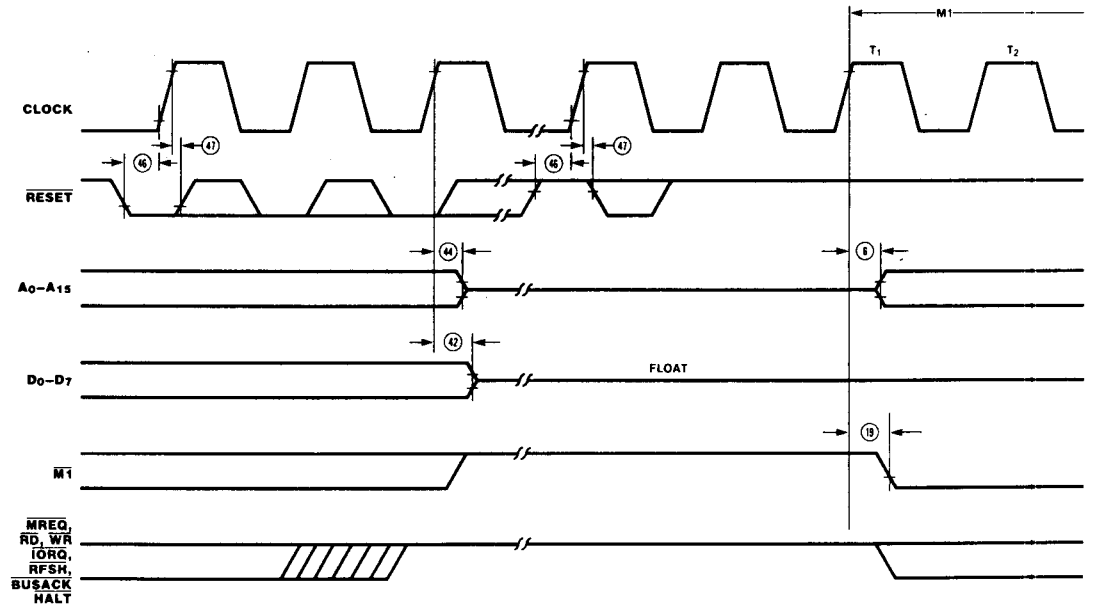 M1
T1 T2
CLOCK
46 47 46 47
RESET
44 6
A0–A15
42
D0–D7 FLOAT
19
M1
MREQ,
RD, WR
IORQ,
RFSH,
BUSACK
HALT